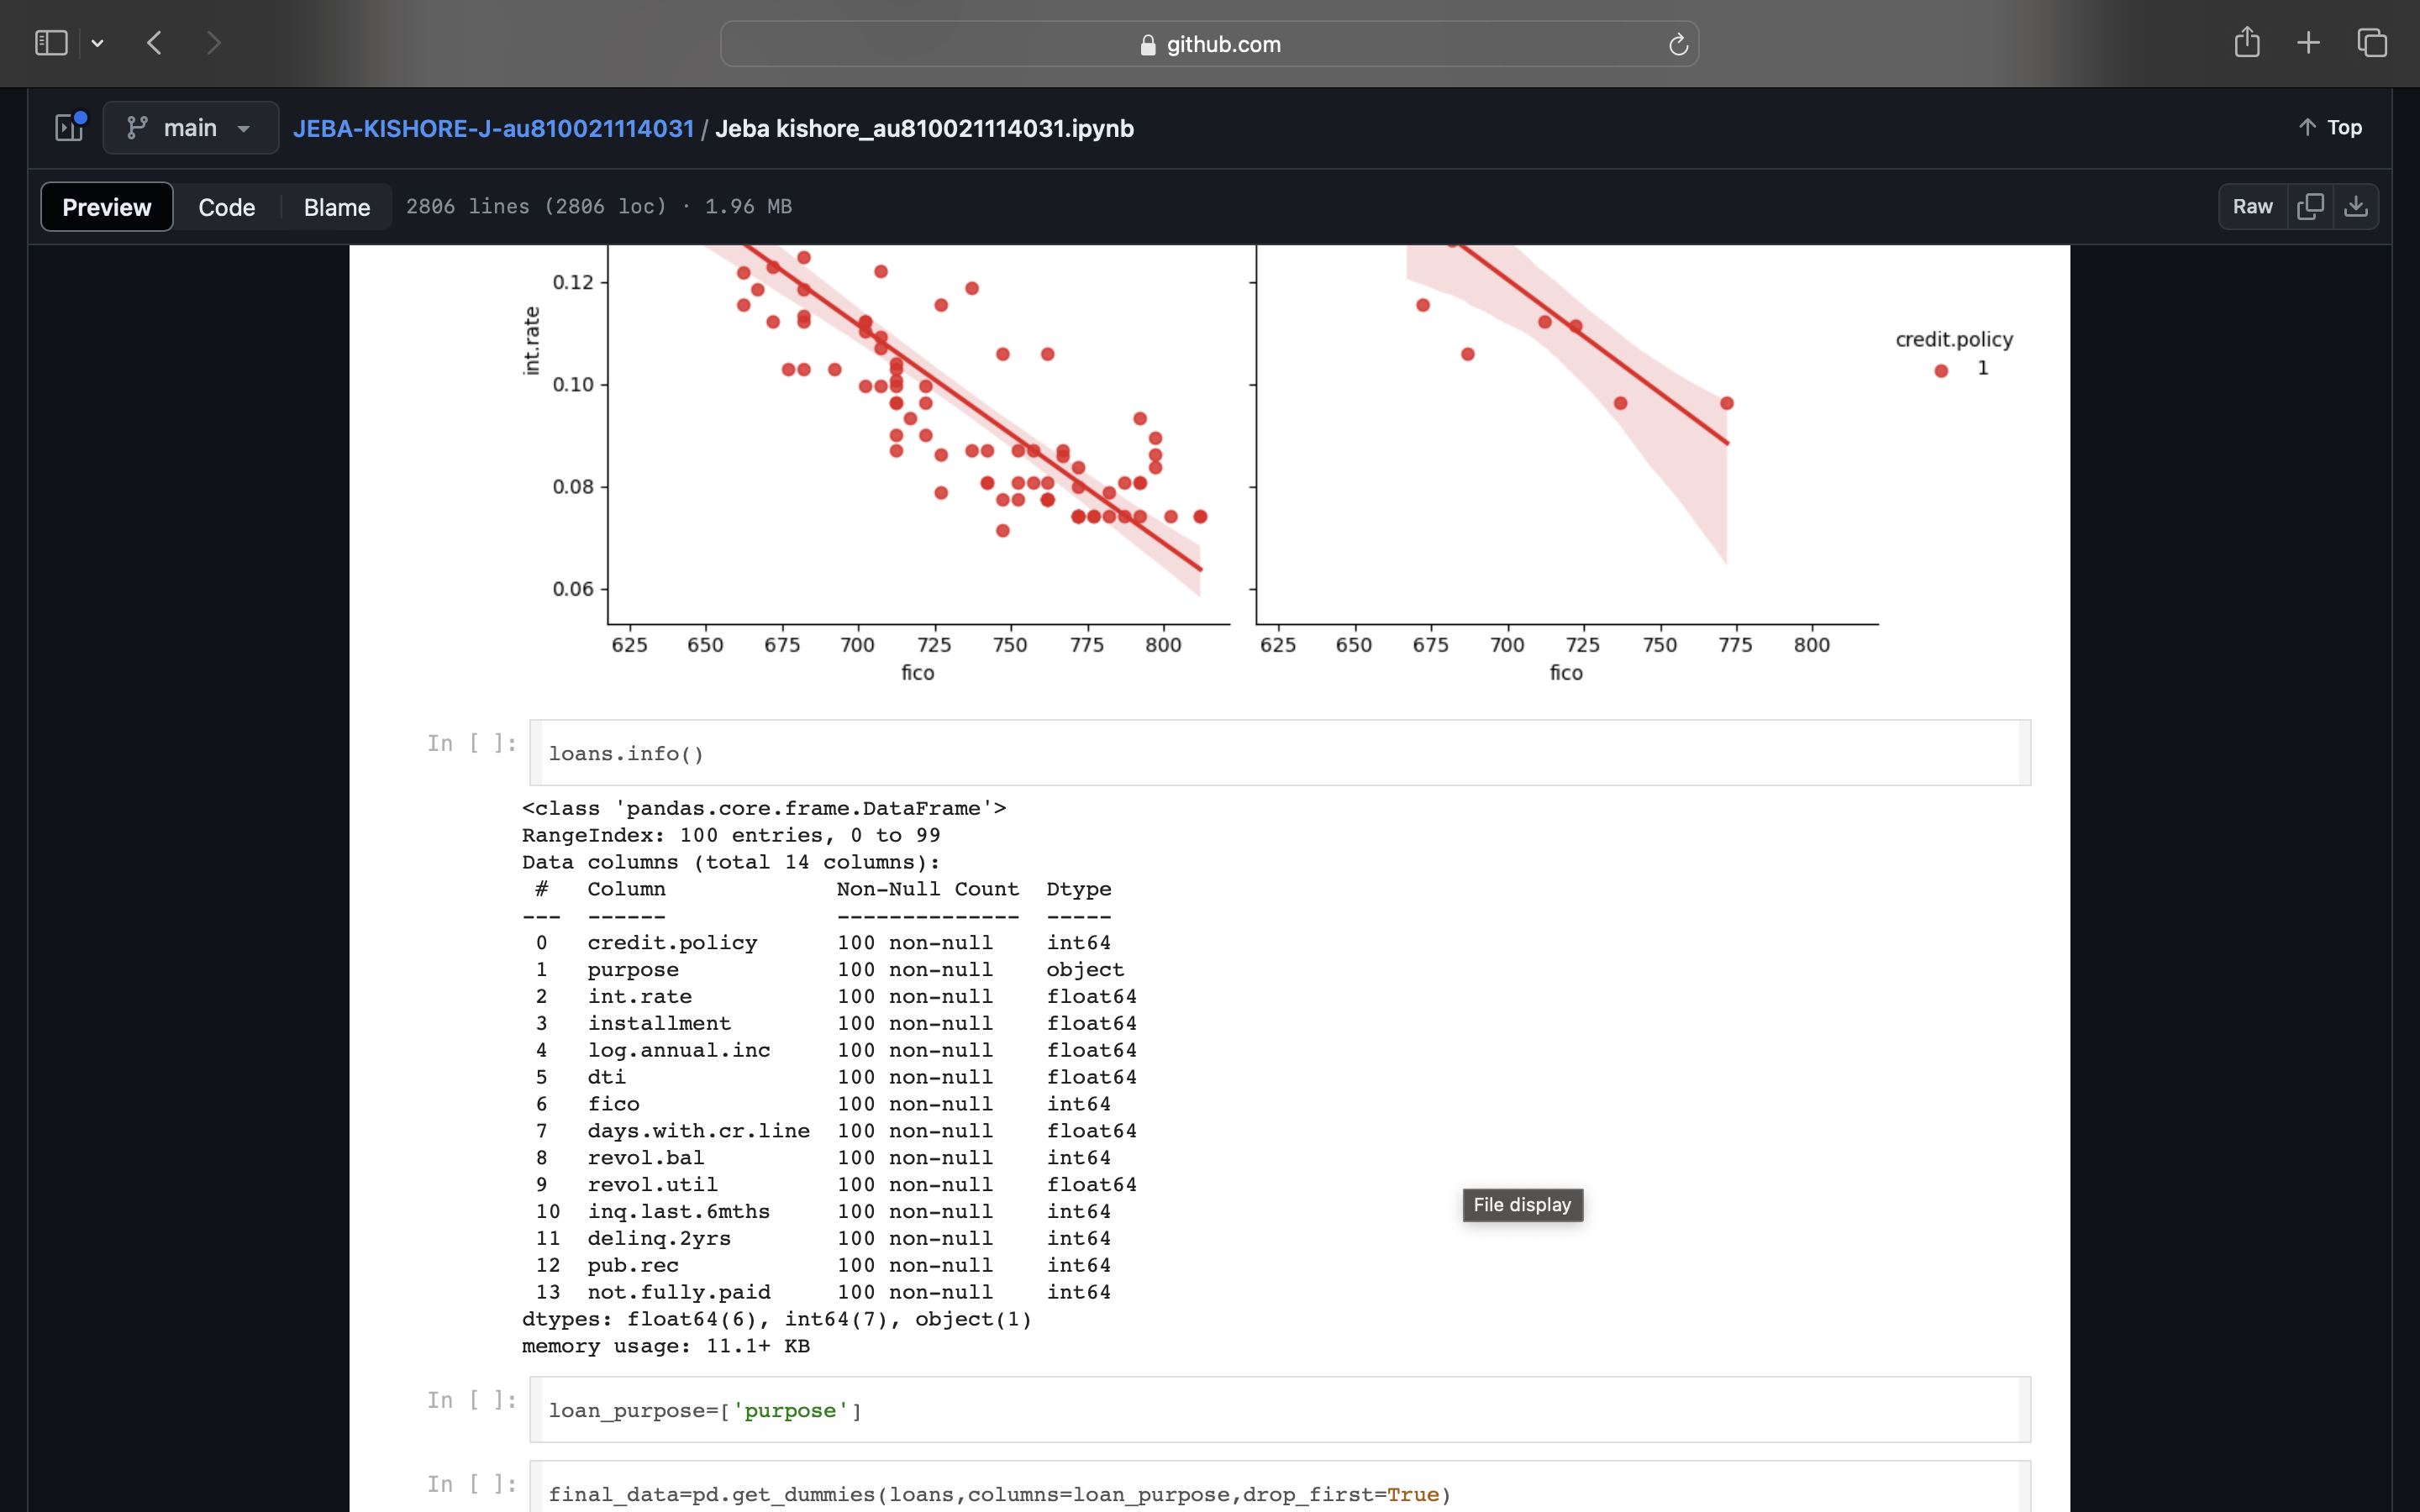 github.com
main
JEBA-KISHORE-J-au810021114031 / Jeba kishore_au810021114031.ipynb
Top
Preview
Code
Blame
2806 lines (2806 loc) · 1.96 MB
Raw
0.12
0.10
0.08
0.06
int.rate
625 650 675 700 725 750 775 800
fico
625 650 675 700 725 750 775 800
fico
credit.policy
1
In [ ]:
loans.info()
<class 'pandas.core.frame.DataFrame'>
RangeIndex: 100 entries, 0 to 99
Data columns (total 14 columns):
#   Column             Non-Null Count  Dtype
---  ------             --------------  -----
0   credit.policy      100 non-null    int64
1   purpose            100 non-null    object
2   int.rate           100 non-null    float64
3   installment        100 non-null    float64
4   log.annual.inc     100 non-null    float64
5   dti                100 non-null    float64
6   fico               100 non-null    int64
7   days.with.cr.line  100 non-null    float64
8   revol.bal          100 non-null    int64
9   revol.util         100 non-null    float64
10  inq.last.6mths     100 non-null    int64
11  delinq.2yrs        100 non-null    int64
12  pub.rec            100 non-null    int64
13  not.fully.paid     100 non-null    int64
dtypes: float64(6), int64(7), object(1)
memory usage: 11.1+ KB
File display
In [ ]:
loan_purpose=['purpose']
In [ ]:
final_data=pd.get_dummies(loans,columns=loan_purpose,drop_first=True)